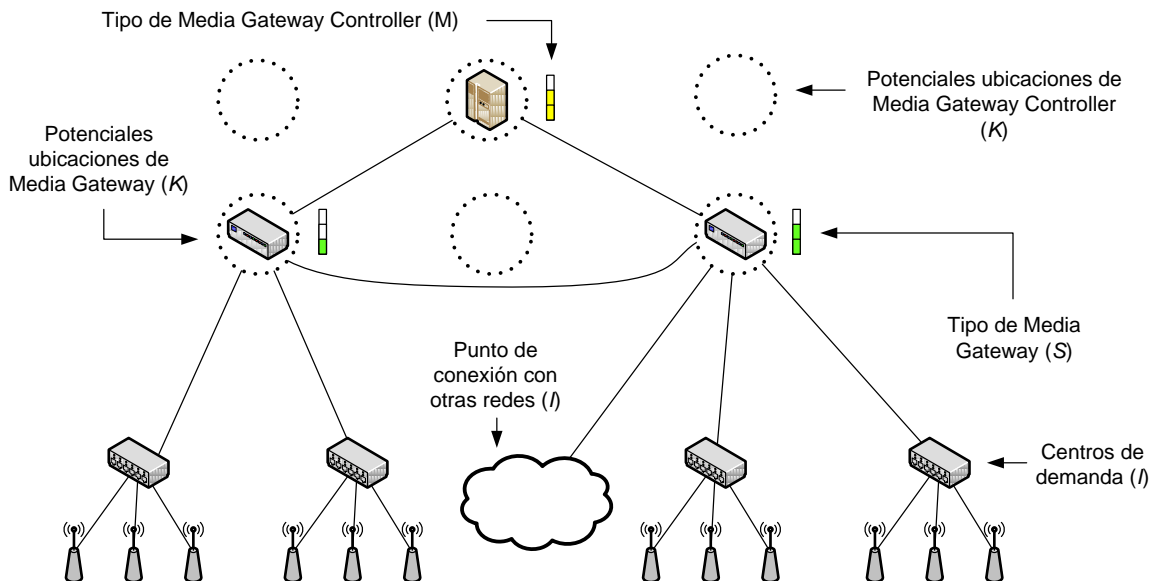 Tipo de Media Gateway Controller (M)
Potenciales ubicaciones de
Media Gateway Controller
(K)
Potenciales
ubicaciones de
Media Gateway (K)
Tipo de Media
Gateway (S)
Punto de
conexión con
otras redes (I)
Centros de
demanda (I)